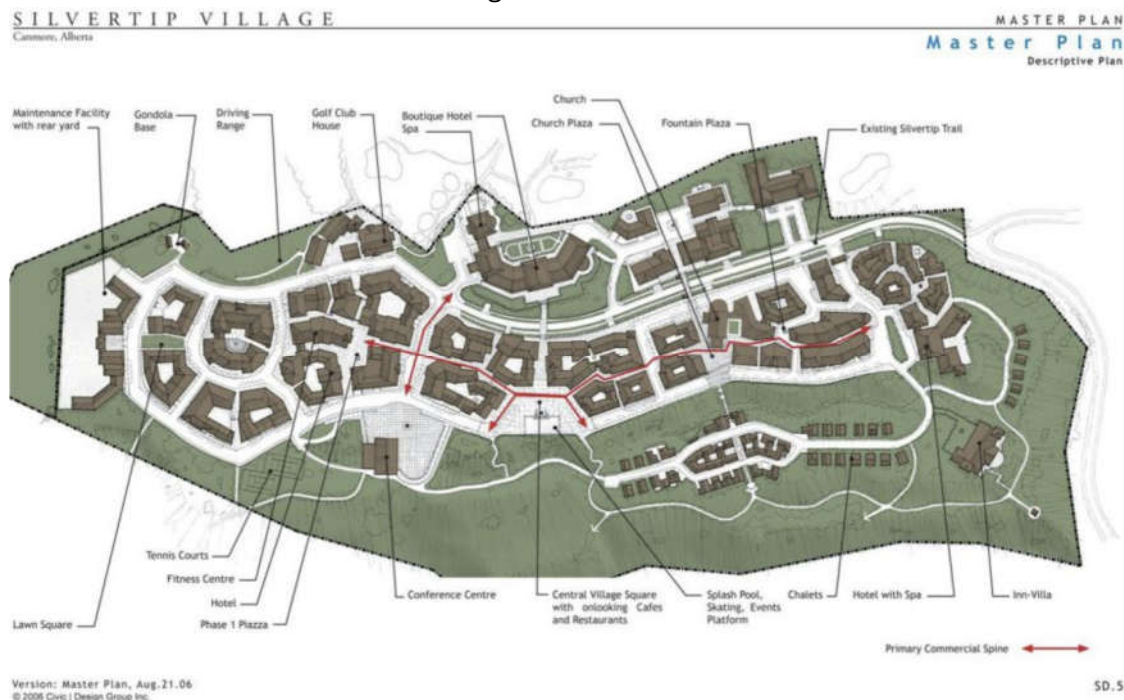 SILVERTIP VILLAGE
Canmore, Alberta
MASTER PLAN
Master Plan
Descriptive Plan
Maintenance Facility
with rear yard
Gondola
Base
Driving
Range
Golf Club
House
Boutique Hotel
Spa
Church
Church Plaza
Fountain Plaza
Existing Silvertip Trail
Tennis Courts
Fitness Centre
Hotel
Phase 1 Piazza
Lawn Square
Conference Centre
Central Village Square
with onlooking Cafes
and Restaurants
Splash Pool,
Skating, Events
Platform
Chalets
Hotel with Spa
Inn-Villa
Primary Commercial Spine
Version: Master Plan, Aug.21.06
© 2006 Civic | Design Group Inc.
SD.5